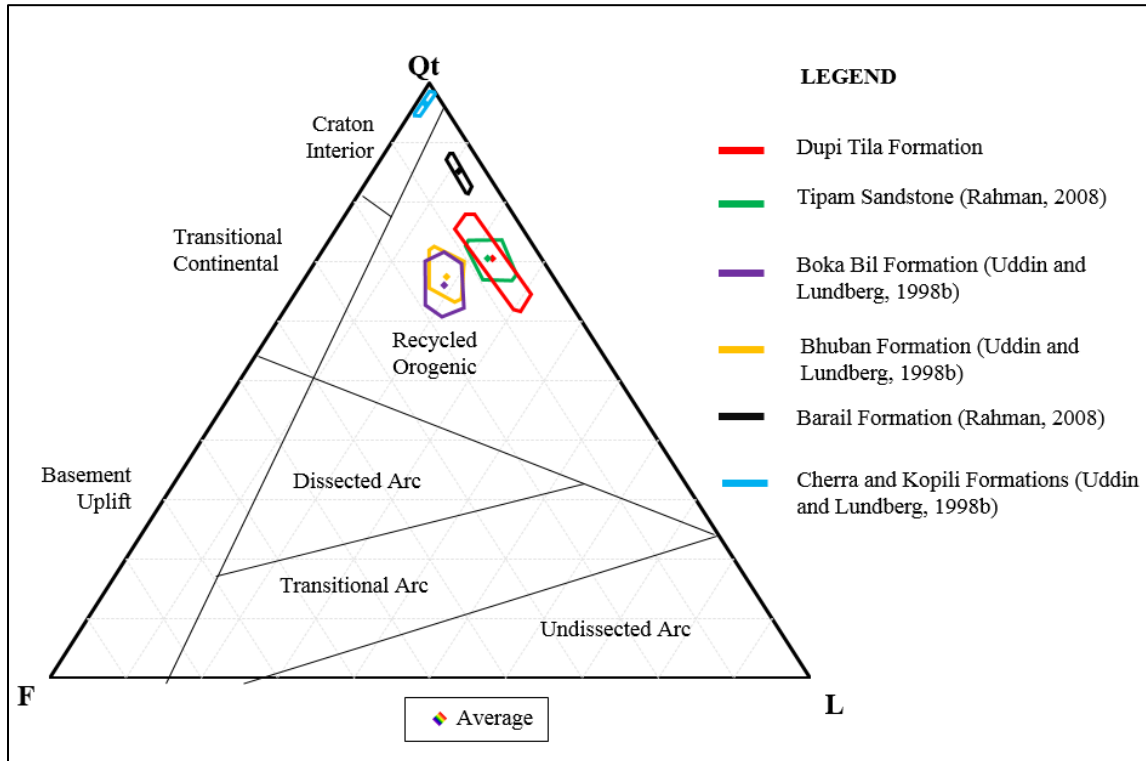 Qt
Craton
Interior
Transitional
Continental
Recycled
Orogenic
Basement
Uplift
Dissected Arc
Transitional Arc
Undissected Arc
F
L
Average
LEGEND
Dupi Tila Formation
Tipam Sandstone (Rahman, 2008)
Boka Bil Formation (Uddin and
Lundberg, 1998b)
Bhuban Formation (Uddin and
Lundberg, 1998b)
Barail Formation (Rahman, 2008)
Cherra and Kopili Formations (Uddin
and Lundberg, 1998b)